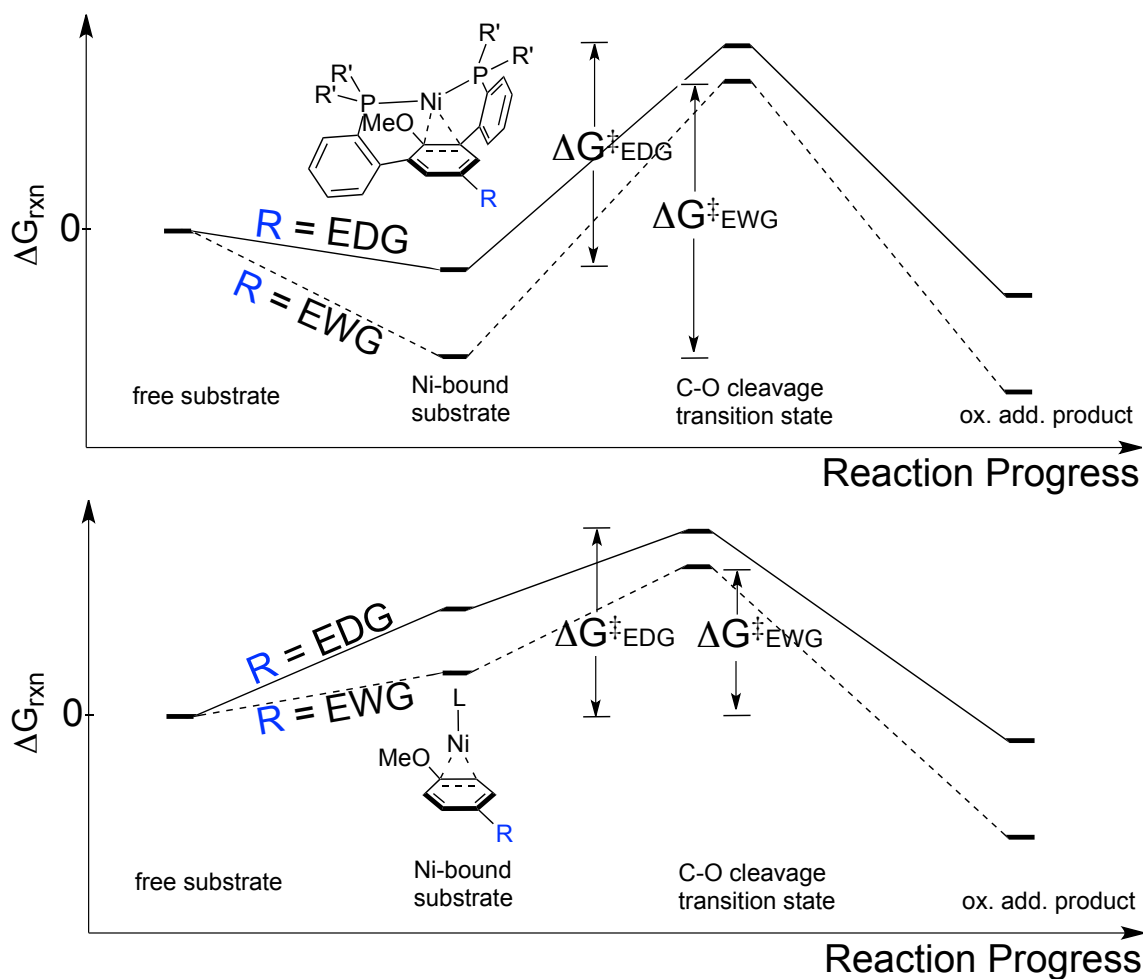 R'
R'
R'
R'
P
Ni
P
MeO
R
ΔG‡EDG
ΔG‡EWG
ΔGrxn
0
R = EDG
R = EWG
free substrate
Ni-bound
substrate
C-O cleavage
transition state
ox. add. product
Reaction Progress
ΔGrxn
0
R = EDG
R = EWG
ΔG‡EDG
ΔG‡EWG
L
Ni
MeO
R
free substrate
Ni-bound
substrate
C-O cleavage
transition state
ox. add. product
Reaction Progress